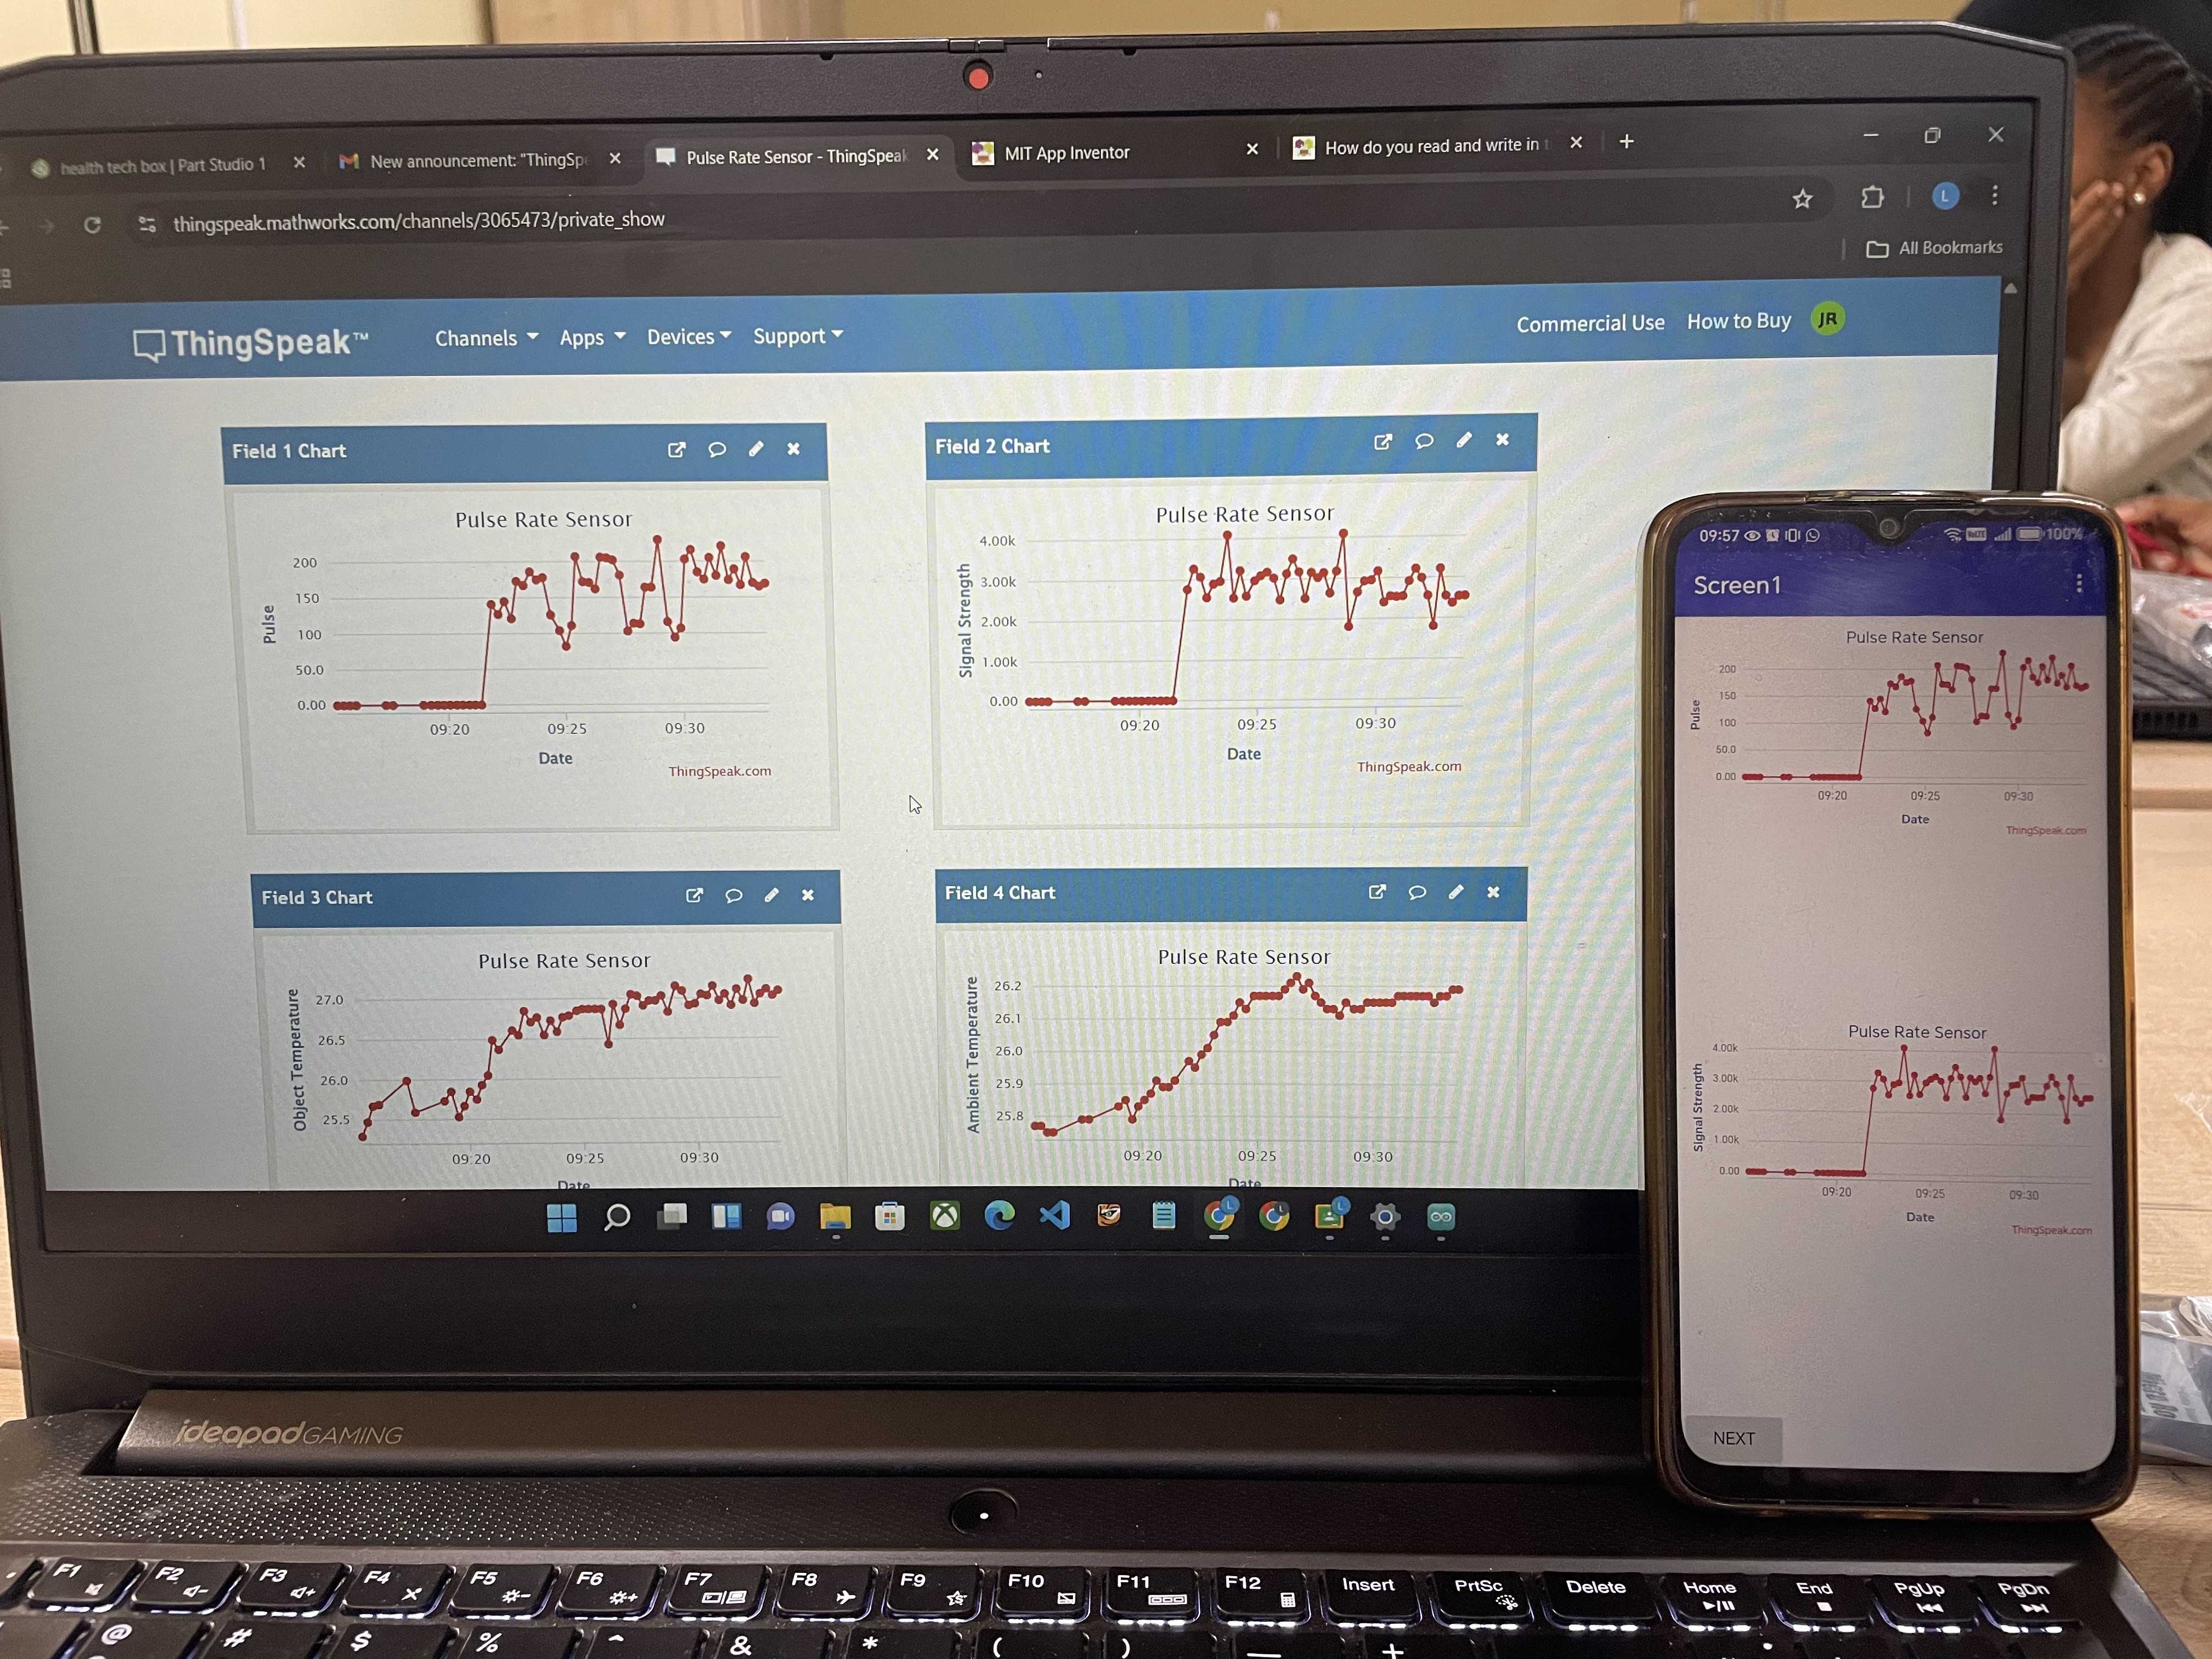 health tech box | Part Studio 1
New announcement: "ThingSpe
Pulse Rate Sensor - ThingSpeak
MIT App Inventor
How do you read and write in t
thingspeak.mathworks.com/channels/3065473/private_show
L
All Bookmarks
ThingSpeak™
Channels
Apps
Devices
Support
Commercial Use
How to Buy
JR
Field 1 Chart
Pulse Rate Sensor
Pulse
200
150
100
50.0
0.00
09:20
09:25
09:30
Date
ThingSpeak.com
Field 2 Chart
Pulse Rate Sensor
Signal Strength
4.00k
3.00k
2.00k
1.00k
0.00
09:20
09:25
09:30
Date
ThingSpeak.com
Field 3 Chart
Pulse Rate Sensor
Object Temperature
27.0
26.5
26.0
25.5
09:20
09:25
09:30
Date
Field 4 Chart
Pulse Rate Sensor
Ambient Temperature
26.2
26.1
26.0
25.9
25.8
09:20
09:25
09:30
Date
09:57
100%
Screen1
Pulse Rate Sensor
Pulse
200
150
100
50.0
0.00
09:20
09:25
09:30
Date
ThingSpeak.com
Pulse Rate Sensor
Signal Strength
4.00k
3.00k
2.00k
1.00k
0.00
09:20
09:25
09:30
Date
ThingSpeak.com
NEXT
ideapad GAMING
F1 F2 F3 F4 F5 F6 F7 F8 F9 F10 F11 F12 Insert PrtSc Delete Home End PgUp PgDn
@ # $ % ^ & * ( ) — +